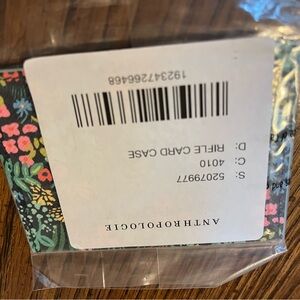 ANTHROPOLOGIE
S: 52079977
C: 4010
D: RIFLE CARD CASE
192347266468